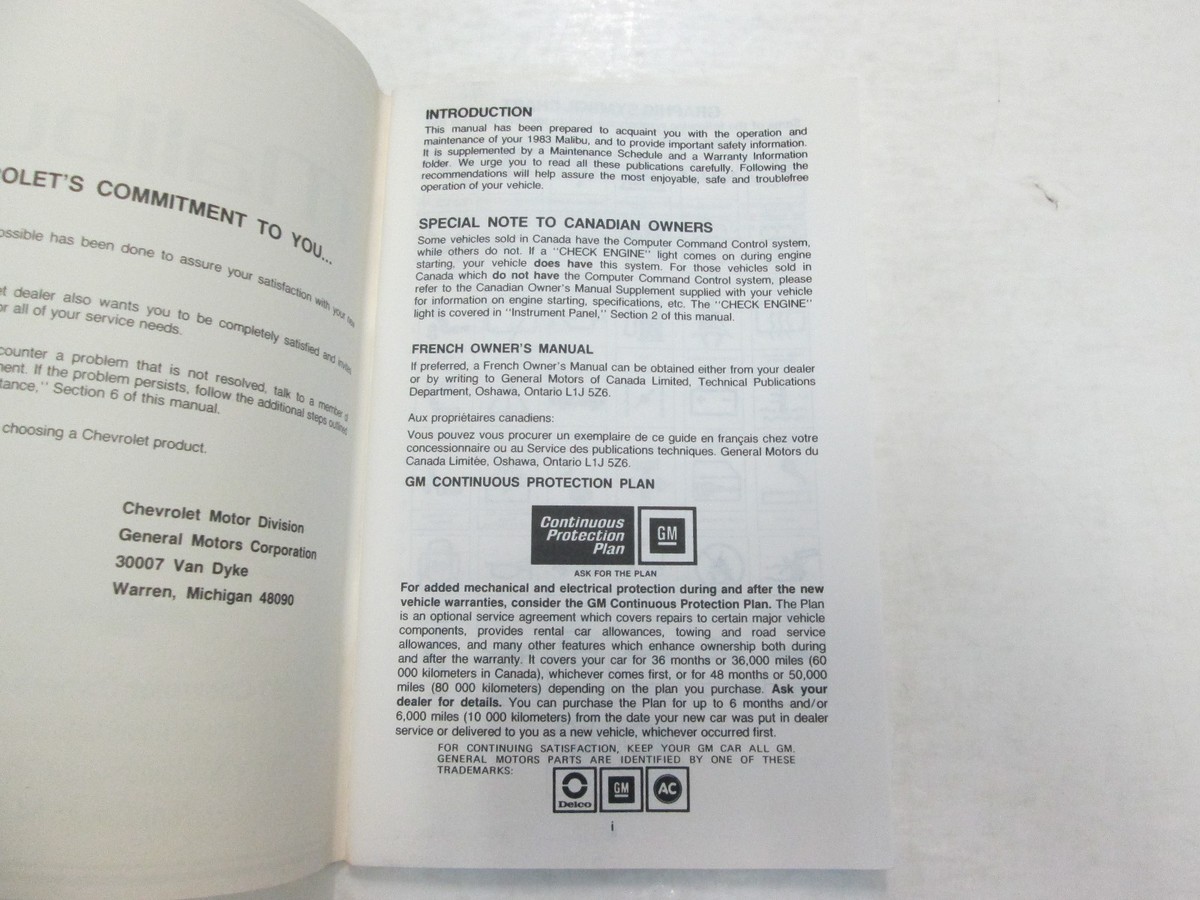 OLET'S COMMITMENT TO YOU...
ossible has been done to assure your satisfaction with your new
et dealer also wants you to be completely satisfied and invites
or all of your service needs.
counter a problem that is not resolved, talk to a member o
ment. If the problem persists, follow the additional steps outlined
tance," Section 6 of this manual.
choosing a Chevrolet product.
Chevrolet Motor Division
General Motors Corporation
30007 Van Dyke
Warren, Michigan 48090
INTRODUCTION
This manual has been prepared to acquaint you with the operation and
maintenance of your 1983 Malibu, and to provide important safety information.
It is supplemented by a Maintenance Schedule and a Warranty Information
folder. We urge you to read all these publications carefully. Following the
recommendations will help assure the most enjoyable, safe and troublefree
operation of your vehicle.
SPECIAL NOTE TO CANADIAN OWNERS
Some vehicles sold in Canada have the Computer Command Control system,
while others do not. If a "CHECK ENGINE" light comes on during engine
starting, your vehicle does have this system. For those vehicles sold in
Canada which do not have the Computer Command Control system, please
refer to the Canadian Owner's Manual Supplement supplied with your vehicle
for information on engine starting, specifications, etc. The "CHECK ENGINE"
light is covered in "Instrument Panel," Section 2 of this manual.
FRENCH OWNER'S MANUAL
If preferred, a French Owner's Manual can be obtained either from your dealer
or by writing to General Motors of Canada Limited, Technical Publications
Department, Oshawa, Ontario L1J 5Z6.
Aux propriétaires canadiens:
Vous pouvez vous procurer un exemplaire de ce guide en français chez votre
concessionnaire ou au Service des publications techniques. General Motors du
Canada Limitée, Oshawa, Ontario L1J 5Z6.
GM CONTINUOUS PROTECTION PLAN
Continuous
Protection
Plan
GM
ASK FOR THE PLAN
For added mechanical and electrical protection during and after the new
vehicle warranties, consider the GM Continuous Protection Plan. The Plan
is an optional service agreement which covers repairs to certain major vehicle
components, provides rental car allowances, towing and road service
allowances, and many other features which enhance ownership both during
and after the warranty. It covers your car for 36 months or 36,000 miles (60
000 kilometers in Canada), whichever comes first, or for 48 months or 50,000
miles (80 000 kilometers) depending on the plan you purchase. Ask your
dealer for details. You can purchase the Plan for up to 6 months and/or
6,000 miles (10 000 kilometers) from the date your new car was put in dealer
service or delivered to you as a new vehicle, whichever occurred first.
FOR CONTINUING SATISFACTION, KEEP YOUR GM CAR ALL GM.
GENERAL MOTORS PARTS ARE IDENTIFIED BY ONE OF THESE
TRADEMARKS:
Delco
GM
AC
i